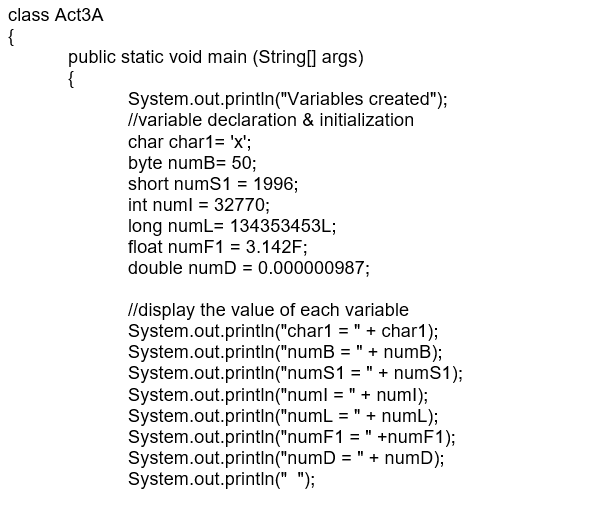 class Act3A
{
public static void main (String[] args)
{
System.out.println("Variables created");
//variable declaration & initialization
char char1= 'x';
byte numB= 50;
short numS1 = 1996;
int numI = 32770;
long numL= 134353453L;
float numF1 = 3.142F;
double numD = 0.000000987;
//display the value of each variable
System.out.println("char1 = " + char1);
System.out.println("numB = " + numB);
System.out.println("numS1 = " + numS1);
System.out.println("numI = " + numI);
System.out.println("numL = " + numL);
System.out.println("numF1 = " +numF1);
System.out.println("numD = " + numD);
System.out.println("  ");